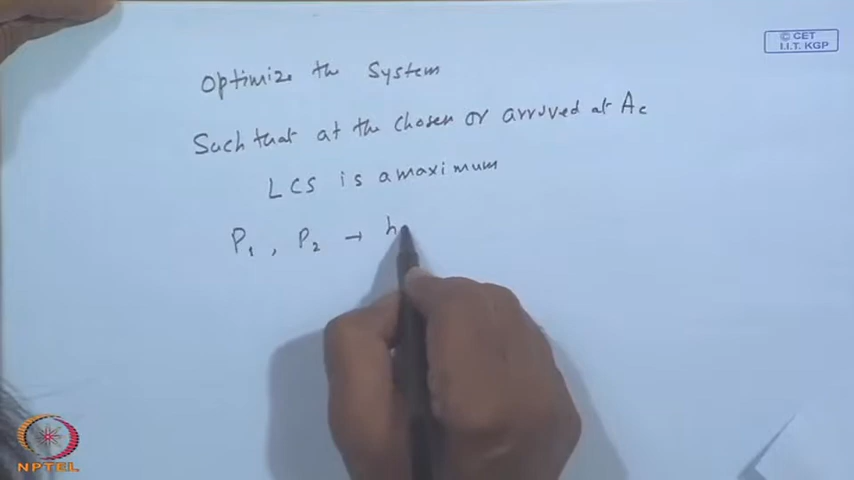 © CET
I.I.T. KGP
Optimize the System
Such that at the chosen or arrived at Ac
LCS is a maximum
P1, P2 → h
NPTEL